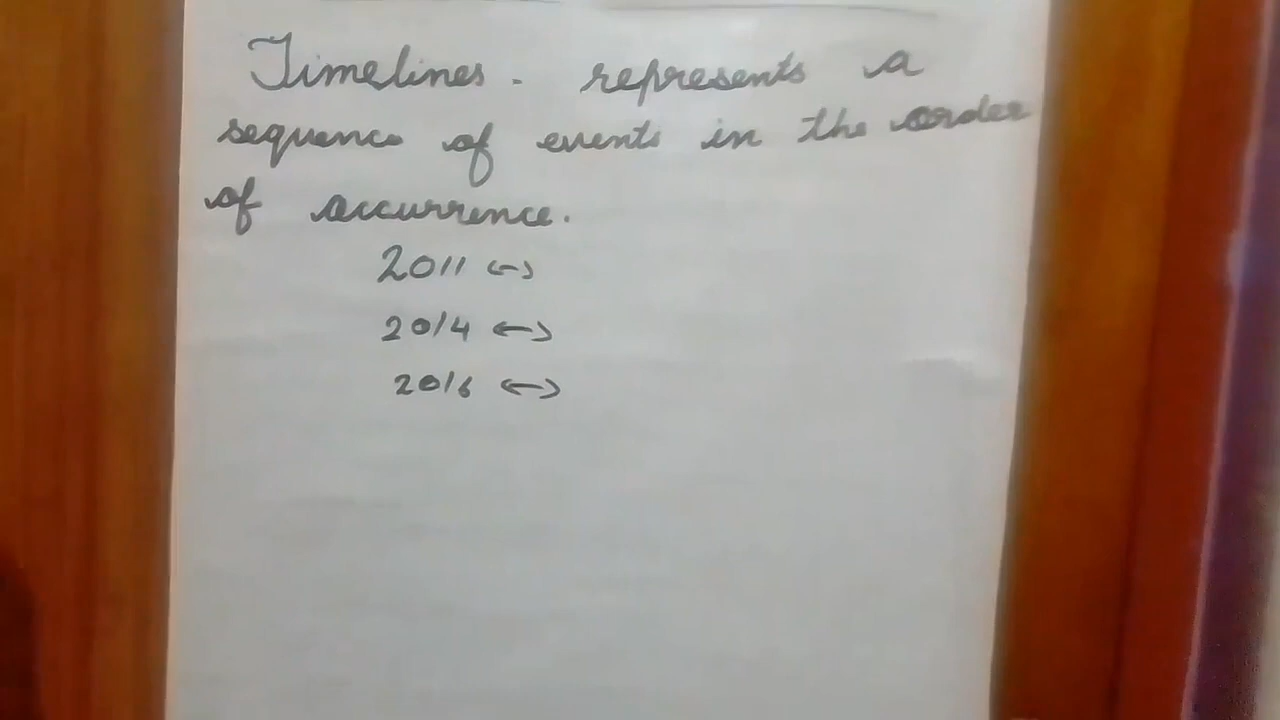 Timelines - represents a
sequence of events in the order
of occurrence.
2011 <->
2014 <->
2016 <->